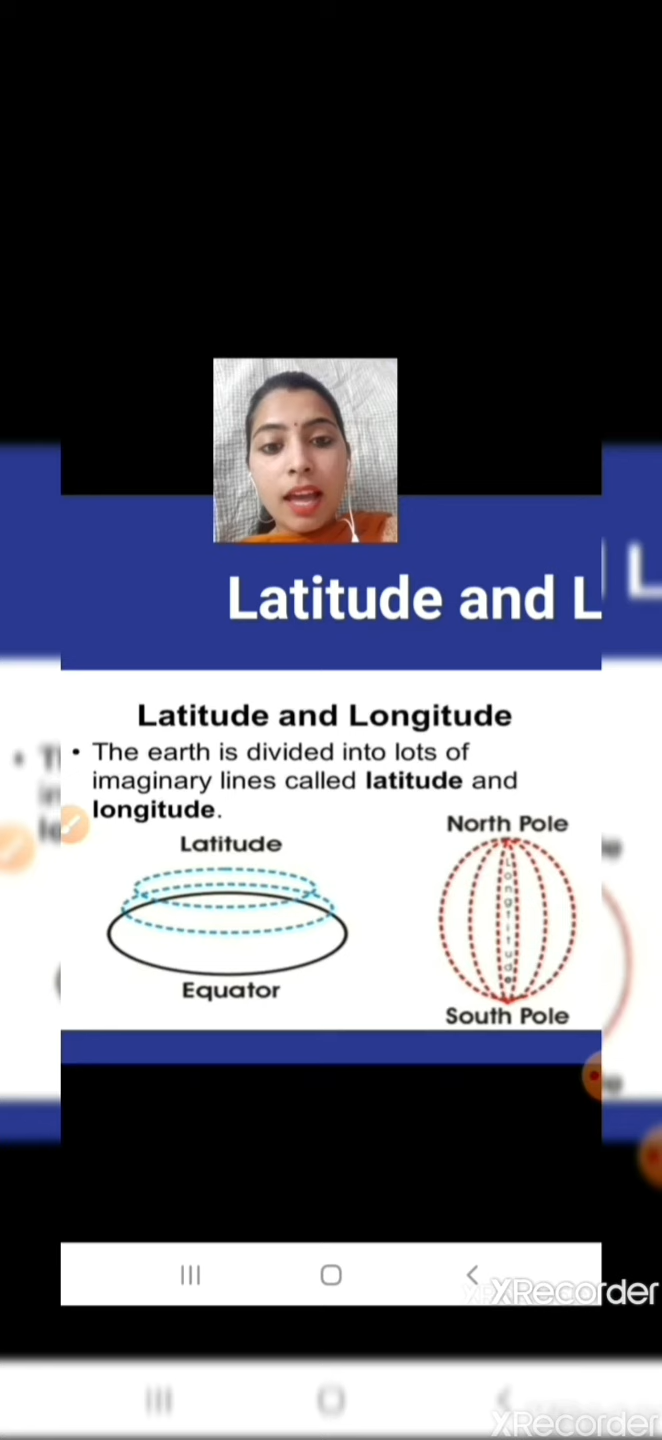 Latitude and L
L
Latitude and Longitude
• The earth is divided into lots of
imaginary lines called latitude and
longitude.
Latitude
Equator
North Pole
Longtitude
South Pole
XRecorder
XRecorder